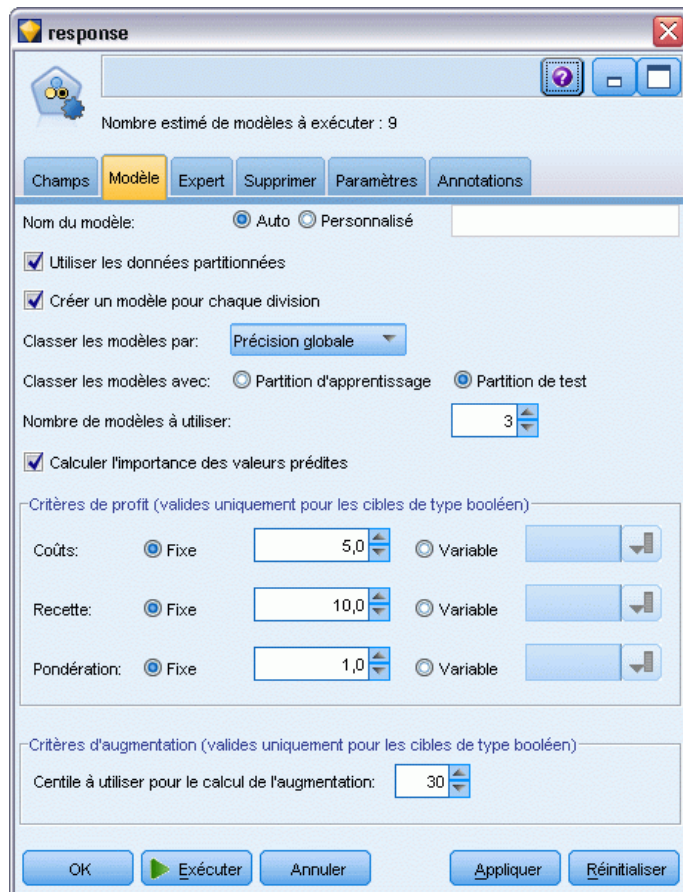 response
Nombre estimé de modèles à exécuter : 9
Champs Modèle Expert Supprimer Paramètres Annotations
Nom du modèle: Auto Personnalisé
Utiliser les données partitionnées
Créer un modèle pour chaque division
Classer les modèles par: Précision globale
Classer les modèles avec: Partition d'apprentissage Partition de test
Nombre de modèles à utiliser: 3
Calculer l'importance des valeurs prédites
Critères de profit (valides uniquement pour les cibles de type booléen)
Coûts: Fixe 5,0 Variable
Recette: Fixe 10,0 Variable
Pondération: Fixe 1,0 Variable
Critères d'augmentation (valides uniquement pour les cibles de type booléen)
Centile à utiliser pour le calcul de l'augmentation: 30
OK Exécuter Annuler Appliquer Réinitialiser